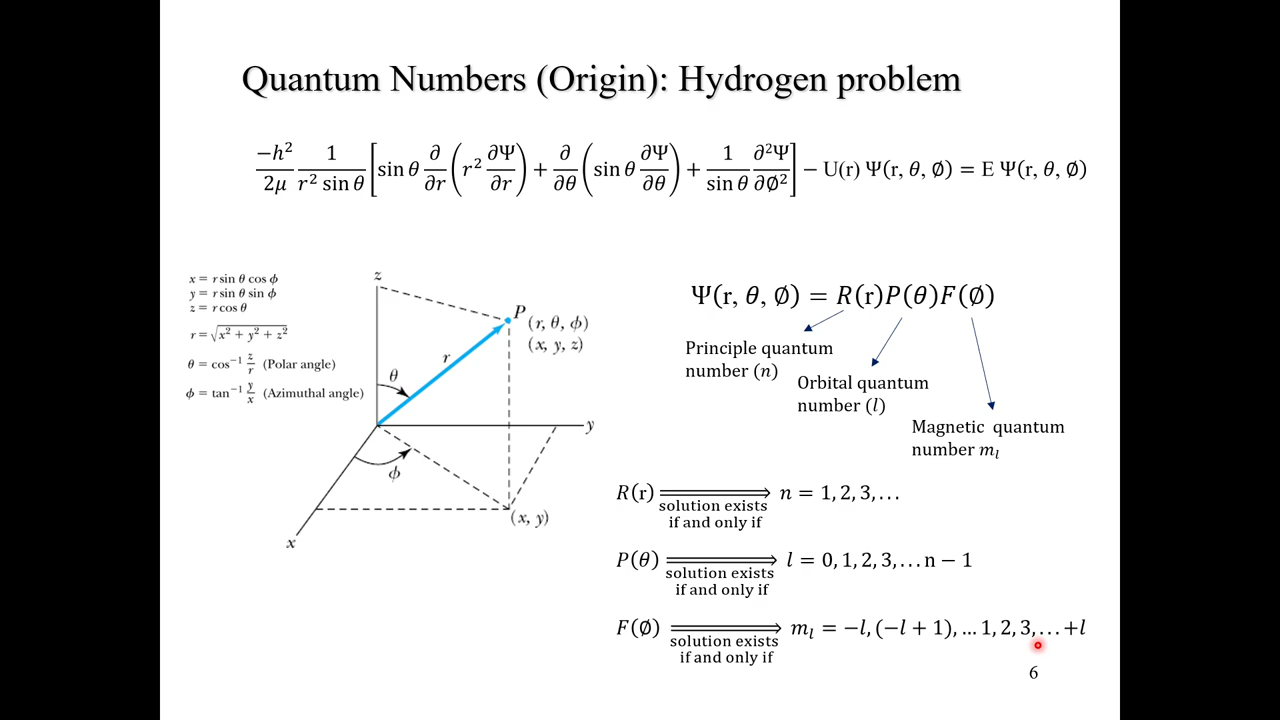 Quantum Numbers (Origin): Hydrogen problem
−h²/2μ 1/(r² sin θ) [sin θ ∂/∂r (r² ∂Ψ/∂r) + ∂/∂θ (sin θ ∂Ψ/∂θ) + 1/sin θ ∂²Ψ/∂∅²] − U(r) Ψ(r, θ, ∅) = E Ψ(r, θ, ∅)
x = r sin θ cos ϕ
y = r sin θ sin ϕ
z = r cos θ
r = √(x² + y² + z²)
θ = cos⁻¹ z/r (Polar angle)
ϕ = tan⁻¹ y/x (Azimuthal angle)
z
P
(r, θ, ϕ)
(x, y, z)
r
θ
y
ϕ
(x, y)
x
Ψ(r, θ, ∅) = R(r)P(θ)F(∅)
Principle quantum
number (n)
Orbital quantum
number (l)
Magnetic quantum
number mₗ
R(r) ⟹ n = 1, 2, 3, ...
solution exists
if and only if
P(θ) ⟹ l = 0, 1, 2, 3, ... n − 1
solution exists
if and only if
F(∅) ⟹ mₗ = −l, (−l + 1), ... 1, 2, 3, ... +l
solution exists
if and only if
6